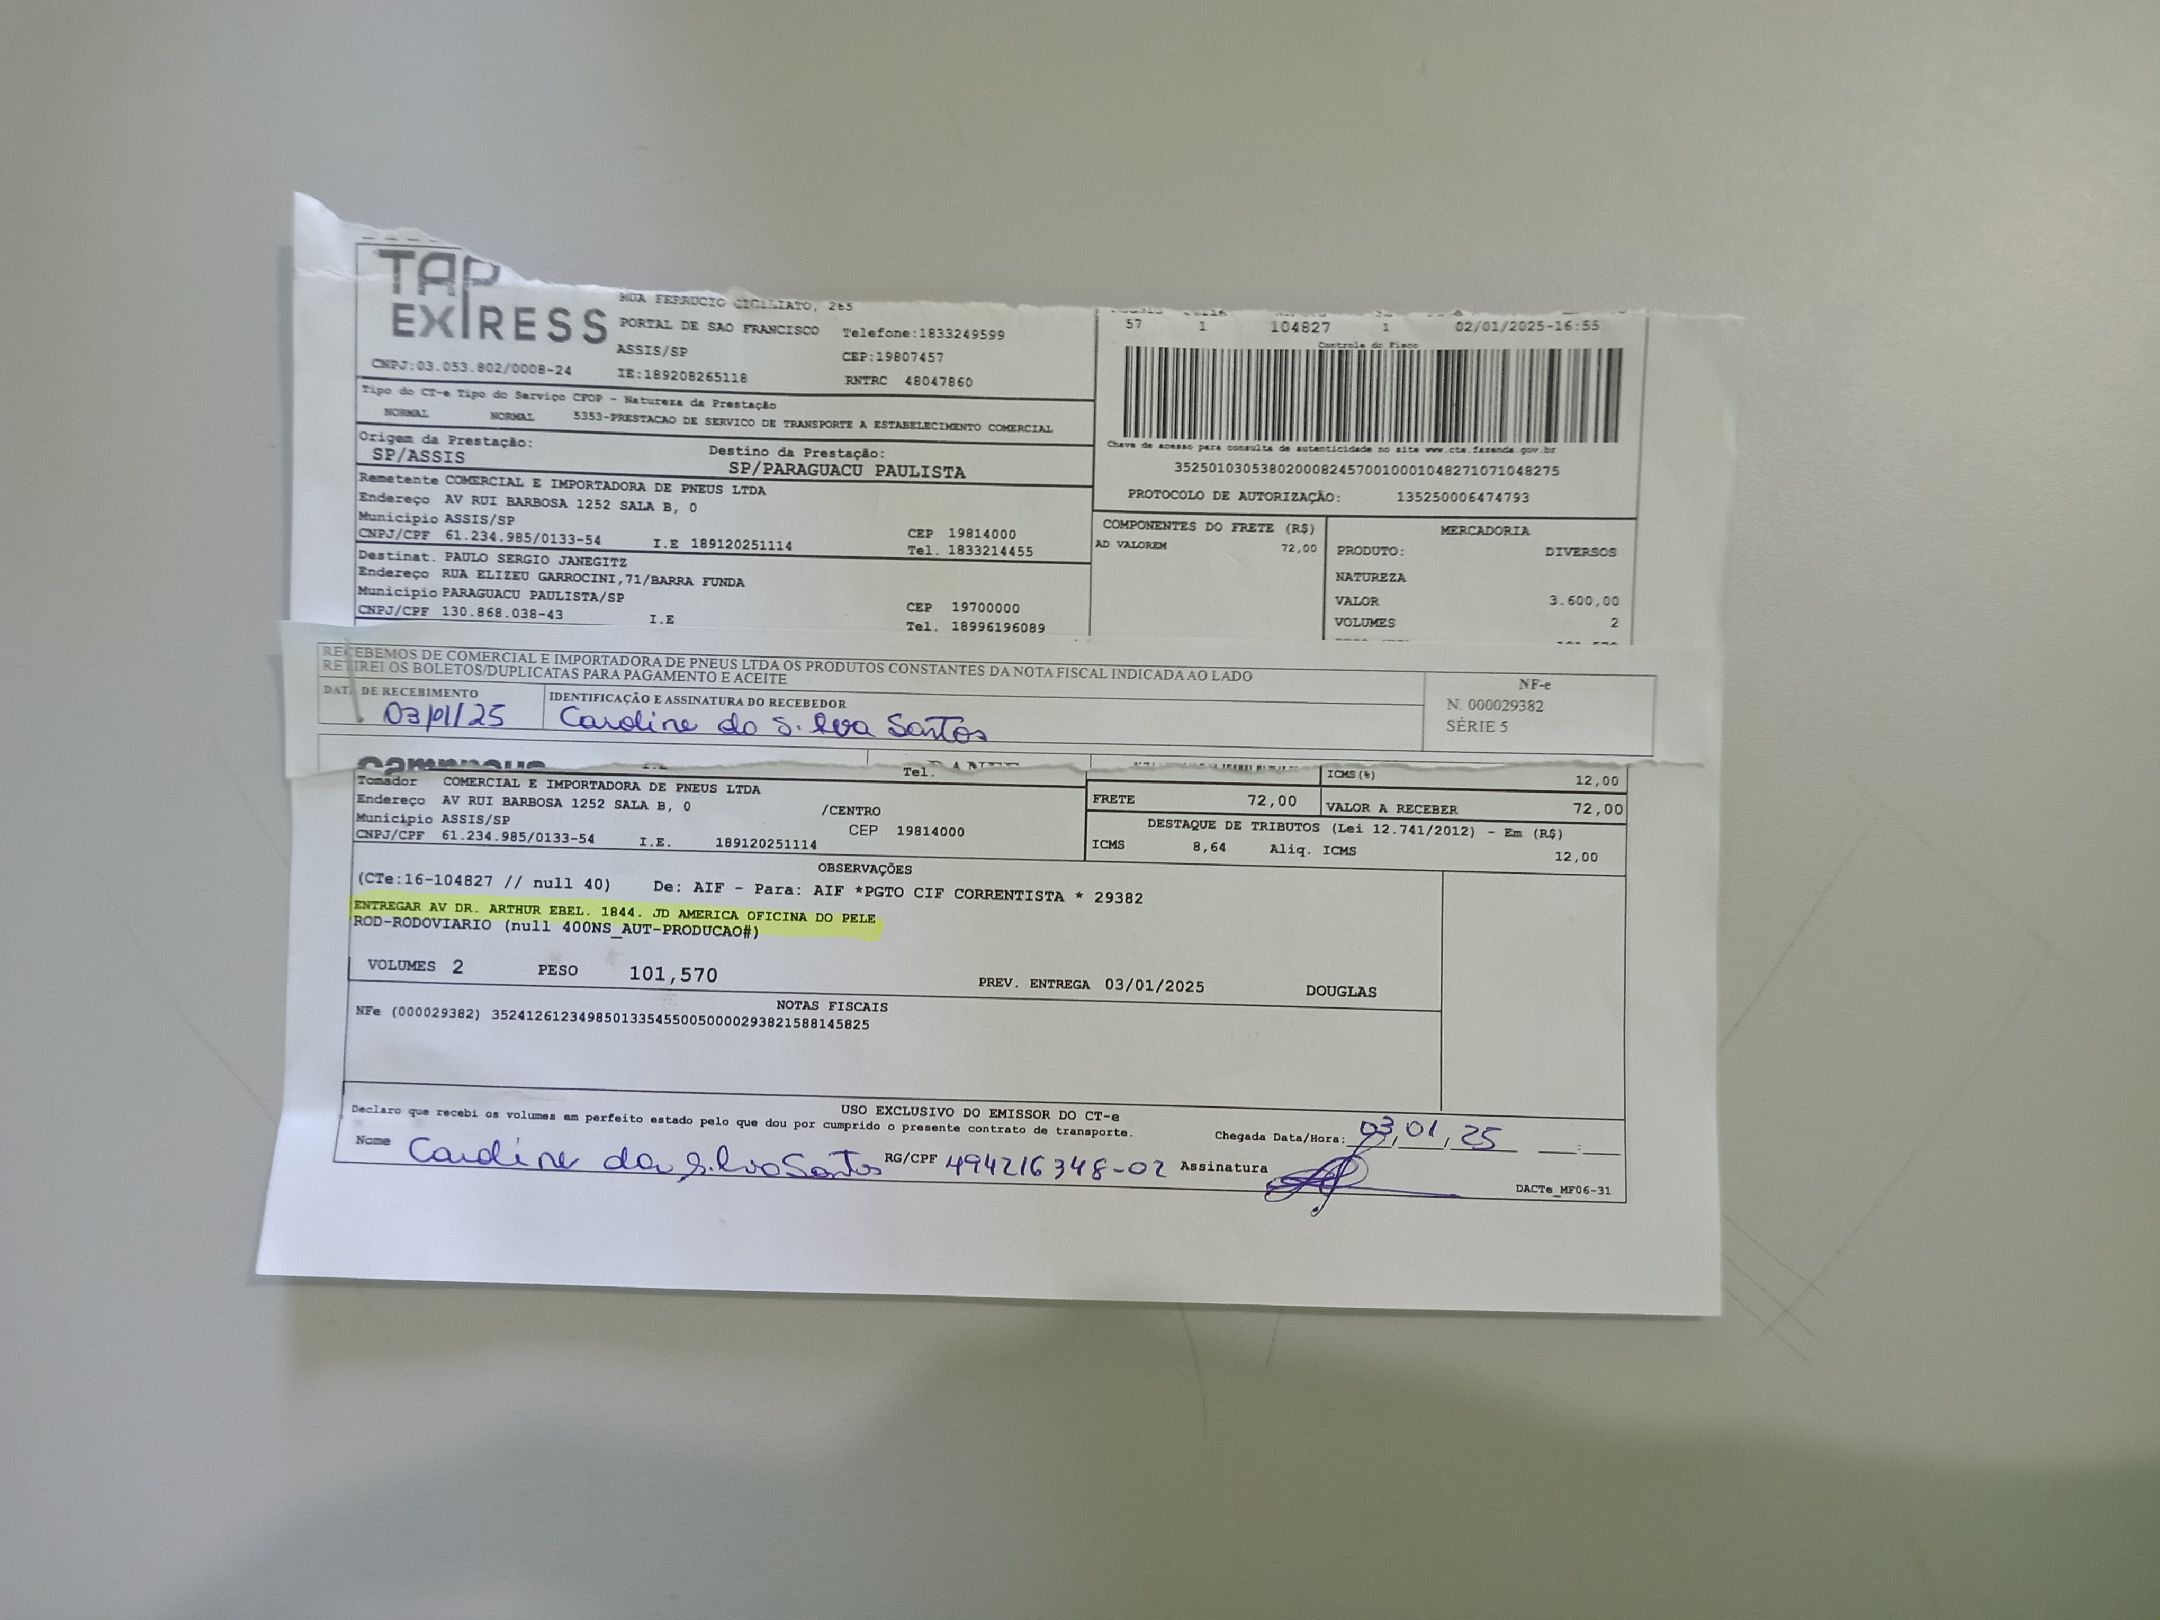 TAP
EXPRESS
RUA FERRUCIO CICILIATO, 265
PORTAL DE SAO FRANCISCO Telefone:1833249599
ASSIS/SP CEP:19807457
CNPJ:03.053.802/0008-24 IE:189208265118 RNTRC 48047860
57 1 104827 1 02/01/2025-16:55
Controle do Fisco
Tipo do CT-e Tipo do Serviço CFOP - Natureza da Prestação
NORMAL NORMAL 5353-PRESTACAO DE SERVICO DE TRANSPORTE A ESTABELECIMENTO COMERCIAL
Chave de acesso para consulta de autenticidade no site www.cte.fazenda.gov.br
35250103053802000824570010001048271071048275
PROTOCOLO DE AUTORIZAÇÃO: 135250006474793
Origem da Prestação: Destino da Prestação:
SP/ASSIS SP/PARAGUACU PAULISTA
Remetente COMERCIAL E IMPORTADORA DE PNEUS LTDA
Endereço AV RUI BARBOSA 1252 SALA B, 0
Municipio ASSIS/SP CEP 19814000
CNPJ/CPF 61.234.985/0133-54 I.E 189120251114 Tel. 1833214455
Destinat. PAULO SERGIO JANEGITZ
Endereço RUA ELIZEU GARROCINI,71/BARRA FUNDA
Municipio PARAGUACU PAULISTA/SP CEP 19700000
CNPJ/CPF 130.868.038-43 I.E Tel. 18996196089
COMPONENTES DO FRETE (R$) MERCADORIA
AD VALOREM 72,00 PRODUTO: DIVERSOS
NATUREZA
VALOR 3.600,00
VOLUMES 2
RECEBEMOS DE COMERCIAL E IMPORTADORA DE PNEUS LTDA OS PRODUTOS CONSTANTES DA NOTA FISCAL INDICADA AO LADO
RETIREI OS BOLETOS/DUPLICATAS PARA PAGAMENTO E ACEITE
DATA DE RECEBIMENTO IDENTIFICAÇÃO E ASSINATURA DO RECEBEDOR
03/01/25 Caroline da Silva Santos
NF-e
N. 000029382
SÉRIE 5
Tel.
Tomador COMERCIAL E IMPORTADORA DE PNEUS LTDA
Endereço AV RUI BARBOSA 1252 SALA B, 0 /CENTRO
Municipio ASSIS/SP CEP 19814000
CNPJ/CPF 61.234.985/0133-54 I.E. 189120251114
ICMS(%) 12,00
FRETE 72,00 VALOR A RECEBER 72,00
DESTAQUE DE TRIBUTOS (Lei 12.741/2012) - Em (R$)
ICMS 8,64 Aliq. ICMS 12,00
OBSERVAÇÕES
(CTe:16-104827 // null 40) De: AIF - Para: AIF *PGTO CIF CORRENTISTA * 29382
ENTREGAR AV DR. ARTHUR EBEL. 1844. JD AMERICA OFICINA DO PELE
ROD-RODOVIARIO (null 400NS_AUT-PRODUCAO#)
VOLUMES 2 PESO 101,570 PREV. ENTREGA 03/01/2025 DOUGLAS
NOTAS FISCAIS
NFe (000029382) 35241261234985013354550050000293821588145825
USO EXCLUSIVO DO EMISSOR DO CT-e
Declaro que recebi os volumes em perfeito estado pelo que dou por cumprido o presente contrato de transporte.
Chegada Data/Hora: 03,01,25 :
Nome Caroline da Silva Santos RG/CPF 494216348-02 Assinatura
DACTe_MF06-31